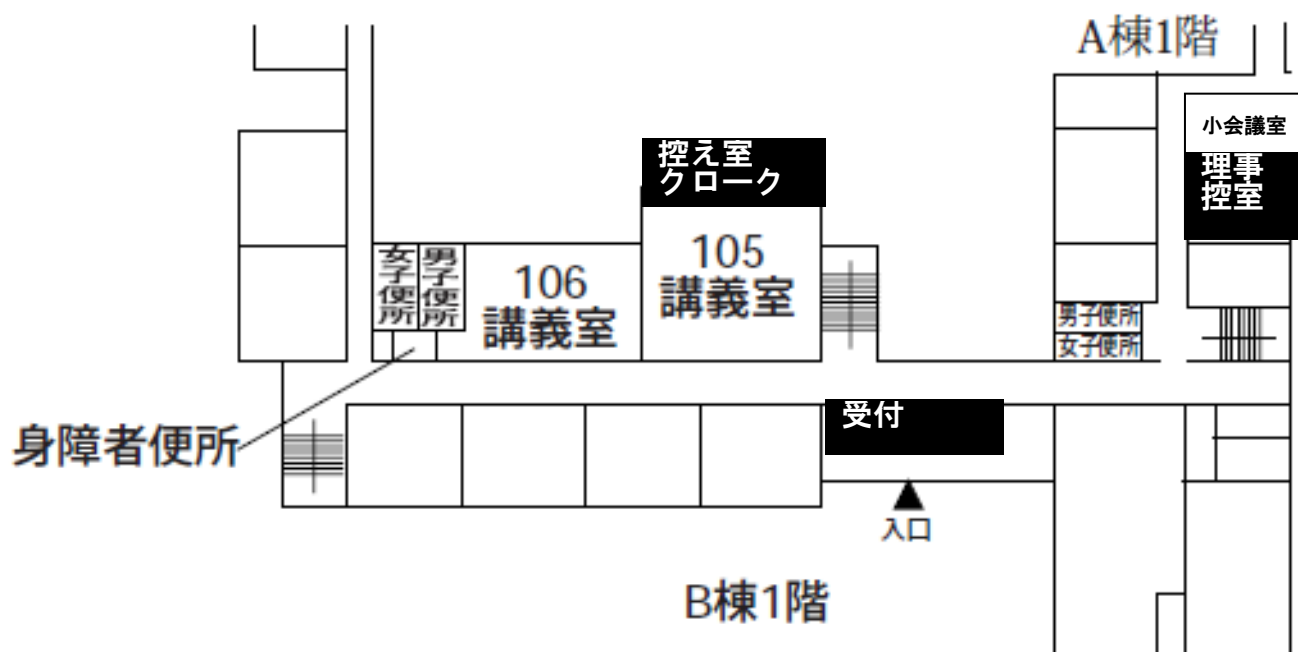 A棟1階
小会議室
理事
控室
控え室
クローク
105
講義室
106
講義室
女子便所
男子便所
男子便所
女子便所
受付
身障者便所
入口
B棟1階